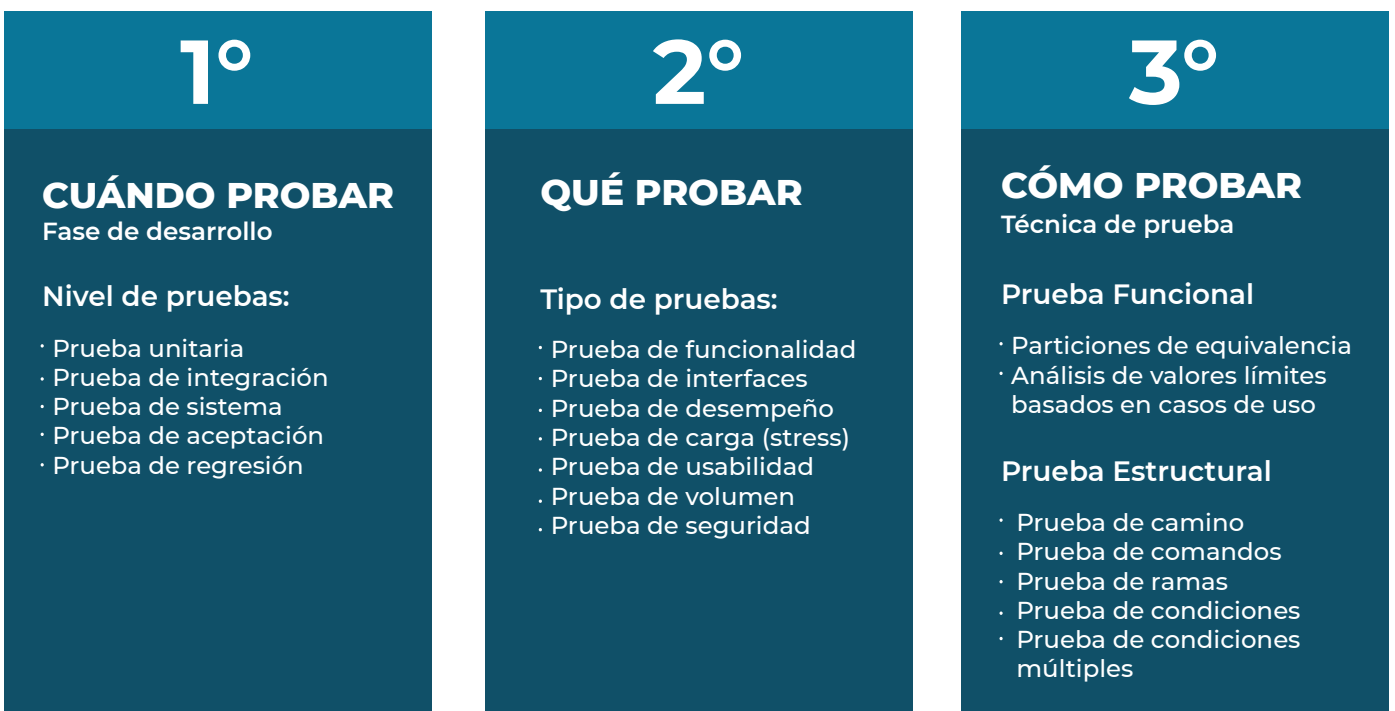 1°
CUÁNDO PROBAR
Fase de desarrollo
Nivel de pruebas:
· Prueba unitaria
· Prueba de integración
· Prueba de sistema
· Prueba de aceptación
· Prueba de regresión
2°
QUÉ PROBAR
Tipo de pruebas:
· Prueba de funcionalidad
· Prueba de interfaces
· Prueba de desempeño
· Prueba de carga (stress)
· Prueba de usabilidad
· Prueba de volumen
· Prueba de seguridad
3°
CÓMO PROBAR
Técnica de prueba
Prueba Funcional
· Particiones de equivalencia
· Análisis de valores límites
basados en casos de uso
Prueba Estructural
· Prueba de camino
· Prueba de comandos
· Prueba de ramas
· Prueba de condiciones
· Prueba de condiciones
múltiples